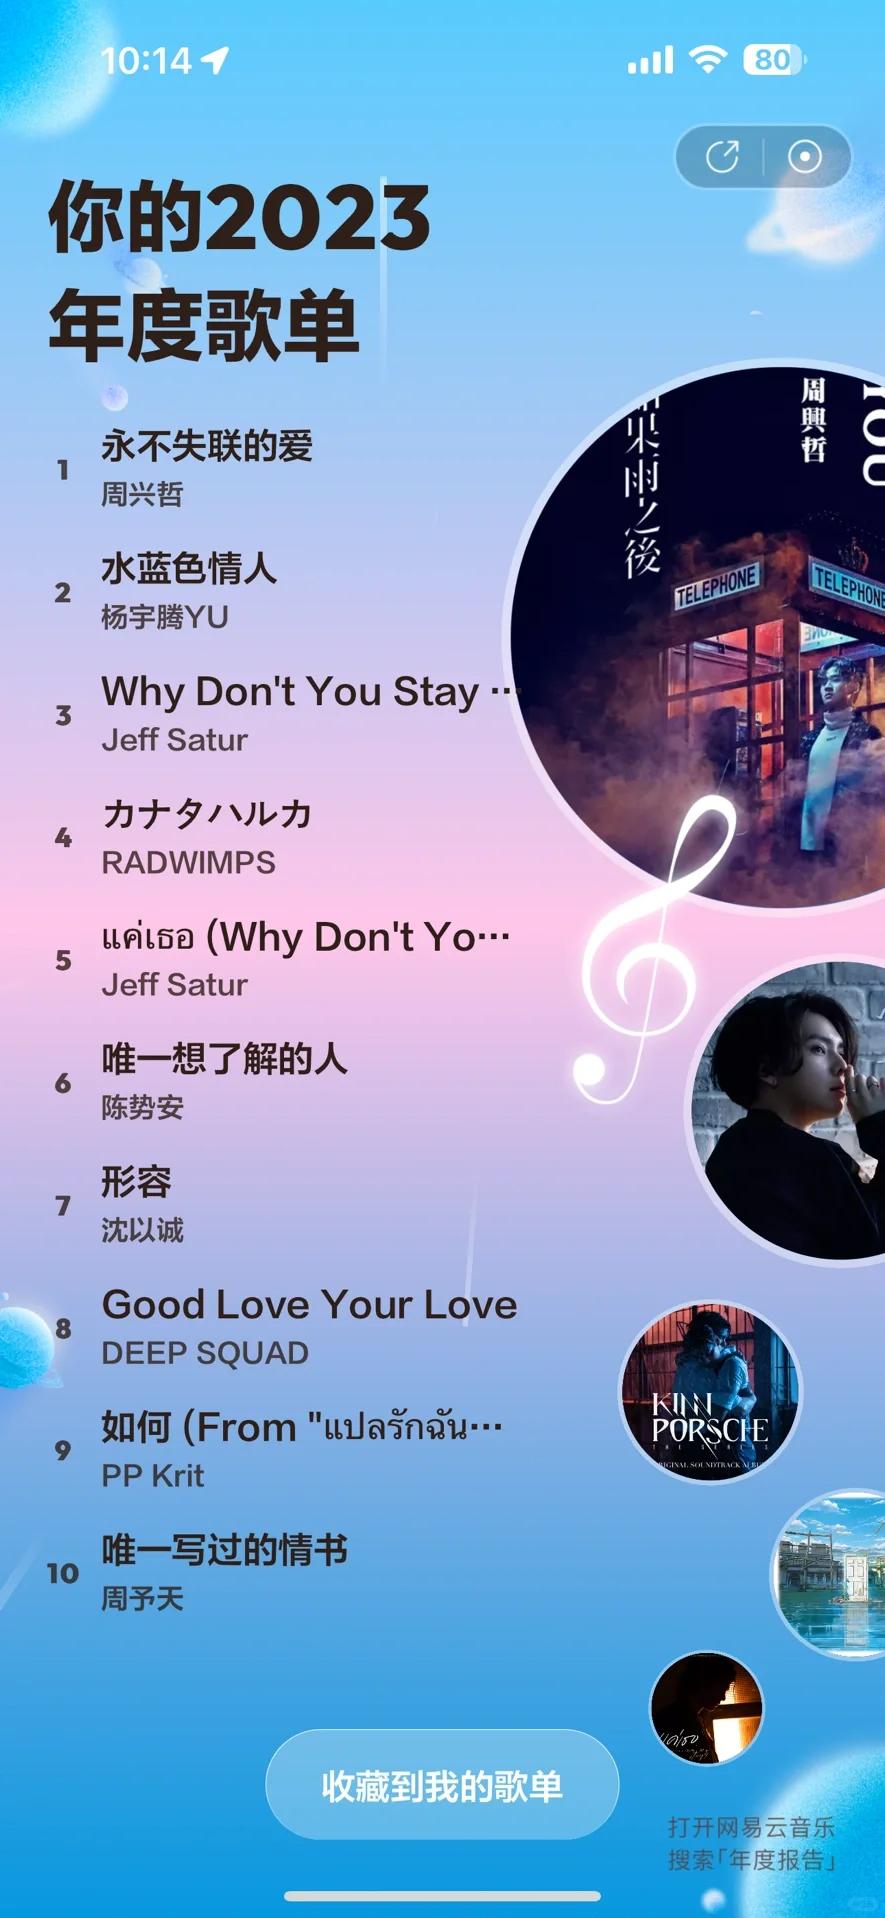 10:14
80
你的2023
年度歌单
1
永不失联的爱
周兴哲
2
水蓝色情人
杨宇腾YU
3
Why Don't You Stay ···
Jeff Satur
4
カナタハルカ
RADWIMPS
5
แค่เธอ (Why Don't Yo···
Jeff Satur
6
唯一想了解的人
陈势安
7
形容
沈以诚
8
Good Love Your Love
DEEP SQUAD
9
如何 (From "แปลรักฉัน···
PP Krit
10
唯一写过的情书
周予天
果雨之後
周興哲
YOU
TELEPHONE
TELEPHONE
KINN
PORSCHE
THE SERIES
ORIGINAL SOUNDTRACK ALBUM
แค่เธอ
收藏到我的歌单
打开网易云音乐
搜索「年度报告」